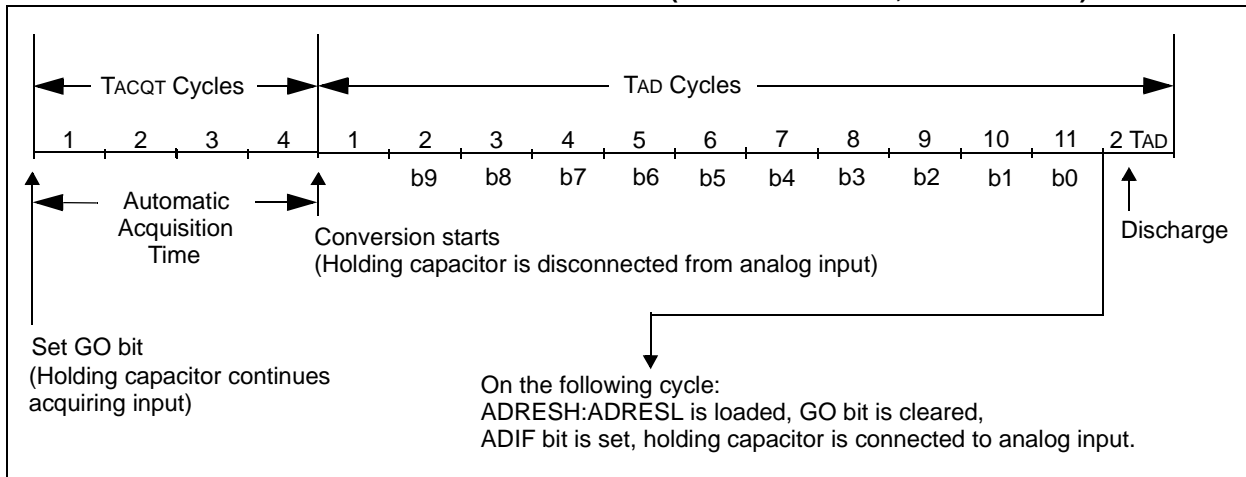 TACQT Cycles
TAD Cycles
1 2 3 4 1 2 3 4 5 6 7 8 9 10 11 2 TAD
b9 b8 b7 b6 b5 b4 b3 b2 b1 b0
Automatic
Acquisition
Time
Conversion starts
(Holding capacitor is disconnected from analog input)
Discharge
Set GO bit
(Holding capacitor continues
acquiring input)
On the following cycle:
ADRESH:ADRESL is loaded, GO bit is cleared,
ADIF bit is set, holding capacitor is connected to analog input.